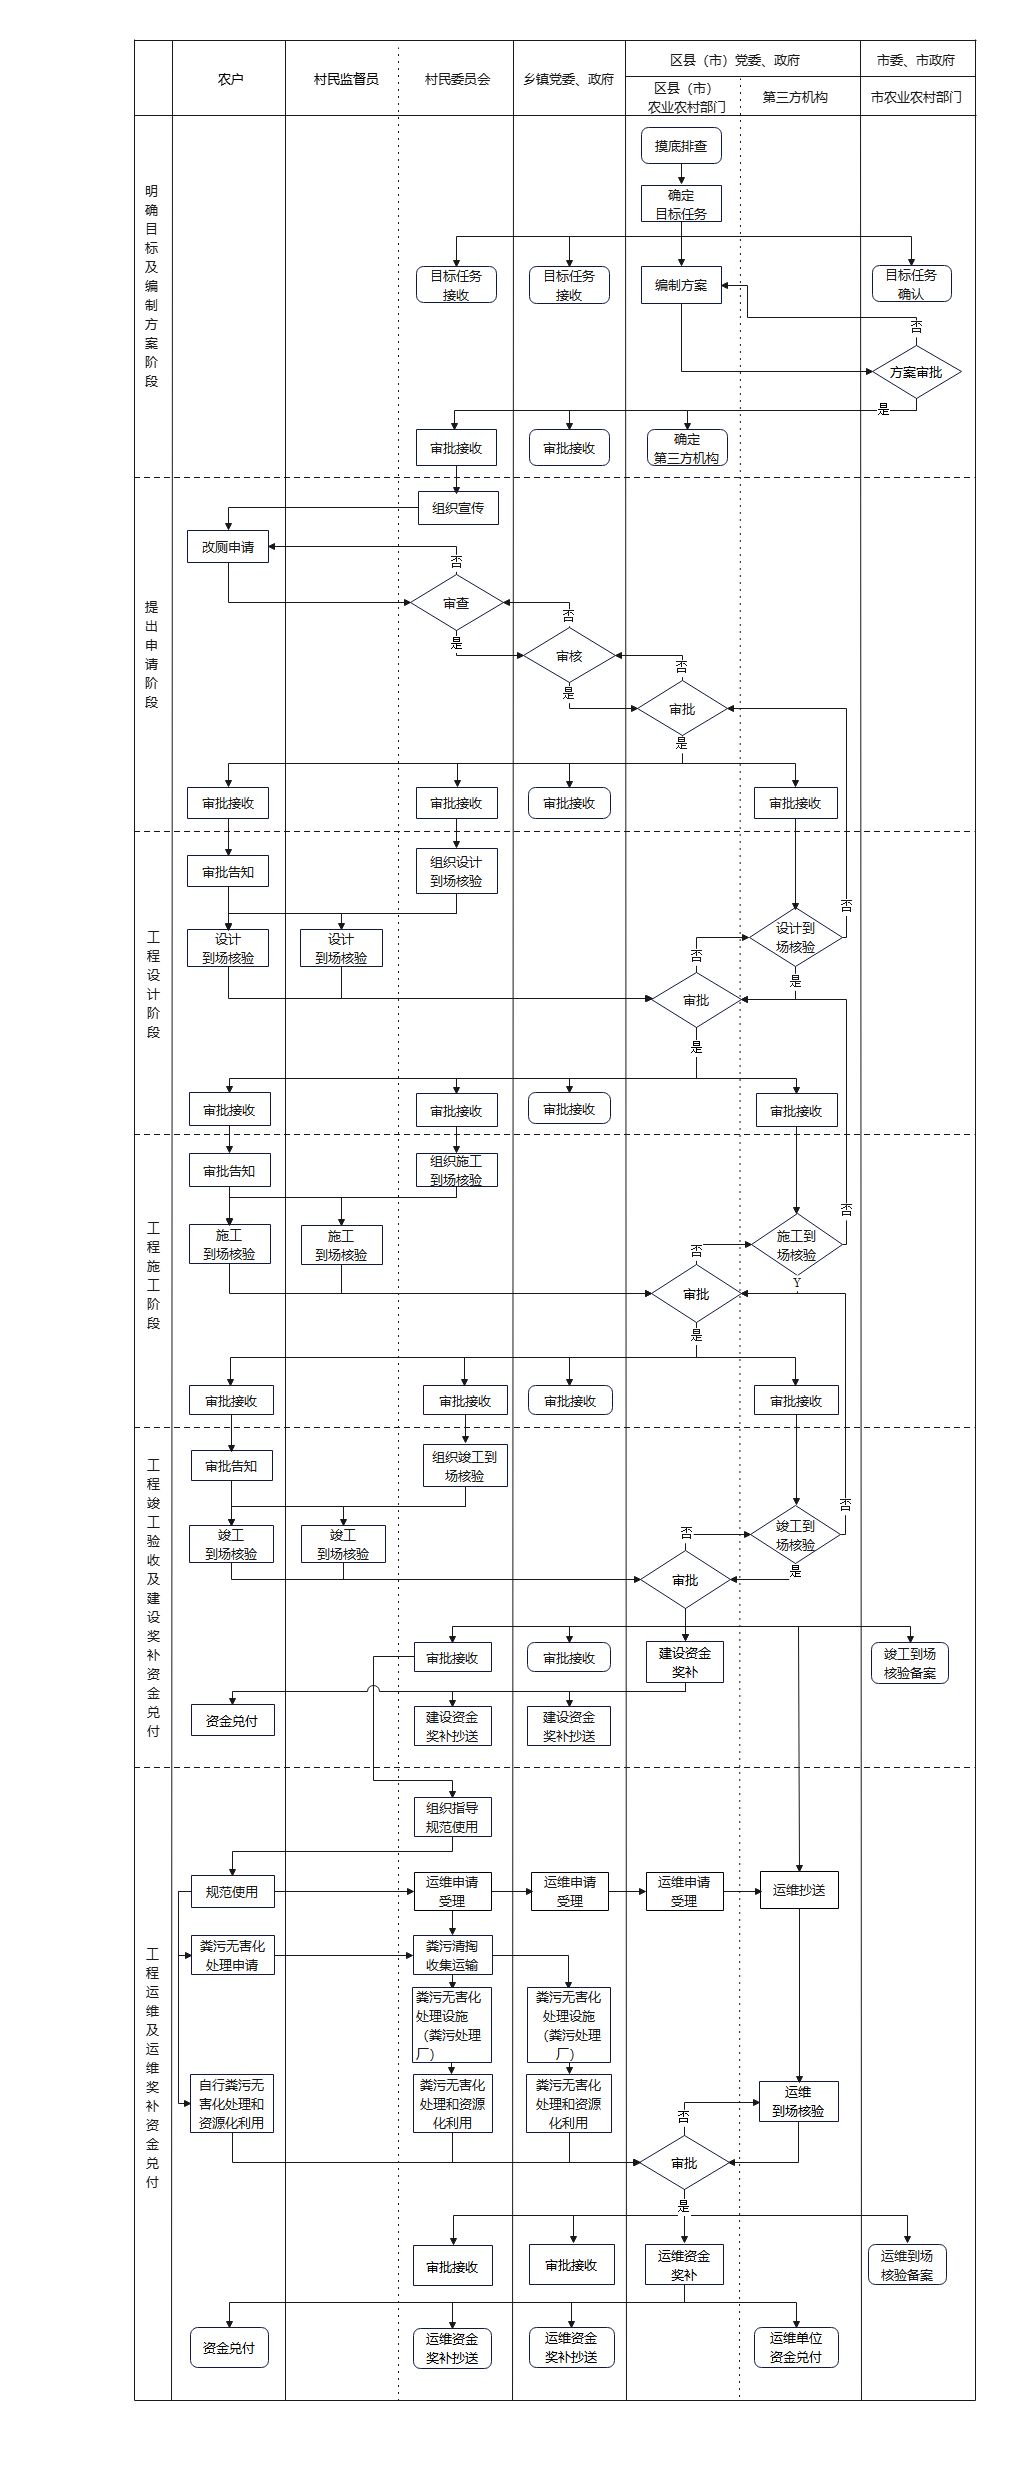 农户
村民监督员
村民委员会
乡镇党委、政府
区县（市）党委、政府
市委、市政府
区县（市）
农业农村部门
第三方机构
市农业农村部门
明确目标及编制方案阶段
摸底排查
确定
目标任务
目标任务
接收
目标任务
接收
编制方案
目标任务
确认
否
方案审批
是
审批接收
审批接收
确定
第三方机构
提出申请阶段
组织宣传
改厕申请
否
审查
是
否
审核
是
否
审批
是
审批接收
审批接收
审批接收
审批接收
工程设计阶段
审批告知
组织设计
到场核验
否
设计
到场核验
设计
到场核验
设计到
场核验
否
是
审批
是
审批接收
审批接收
审批接收
审批接收
工程施工阶段
审批告知
组织施工
到场核验
否
施工
到场核验
施工
到场核验
施工到
场核验
否
Y
审批
是
审批接收
审批接收
审批接收
审批接收
工程竣工验收及建设奖补资金兑付
审批告知
组织竣工到
场核验
否
竣工
到场核验
竣工
到场核验
竣工到
场核验
否
是
审批
审批接收
审批接收
建设资金
奖补
竣工到场
核验备案
资金兑付
建设资金
奖补抄送
建设资金
奖补抄送
工程运维及运维奖补资金兑付
组织指导
规范使用
规范使用
运维申请
受理
运维申请
受理
运维申请
受理
运维抄送
粪污无害化
处理申请
粪污清掏
收集运输
粪污无害化
处理设施
（粪污处理
厂）
粪污无害化
处理设施
（粪污处理
厂）
自行粪污无
害化处理和
资源化利用
粪污无害化
处理和资源
化利用
粪污无害化
处理和资源
化利用
运维
到场核验
否
审批
是
审批接收
审批接收
运维资金
奖补
运维到场
核验备案
资金兑付
运维资金
奖补抄送
运维资金
奖补抄送
运维单位
资金兑付